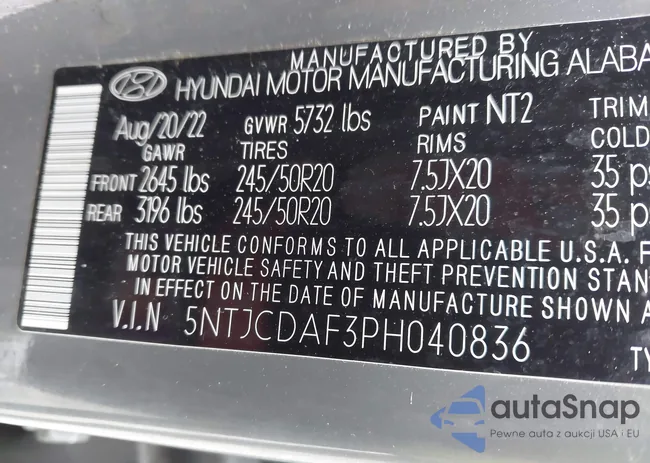 MANUFACTURED BY
HYUNDAI MOTOR MANUFACTURING ALABA
Aug/20/22 GVWR 5732 lbs PAINT NT2 TRIM
GAWR TIRES RIMS COLD
FRONT 2645 lbs 245/50R20 7.5JX20 35 ps
REAR 3196 lbs 245/50R20 7.5JX20 35 ps
THIS VEHICLE CONFORMS TO ALL APPLICABLE U.S.A. F
MOTOR VEHICLE SAFETY AND THEFT PREVENTION STAN
IN EFFECT ON THE DATE OF MANUFACTURE SHOWN A
V.I.N 5NTJCDAF3PH040836
TY
autaSnap
Pewne auta z aukcji USA · EU